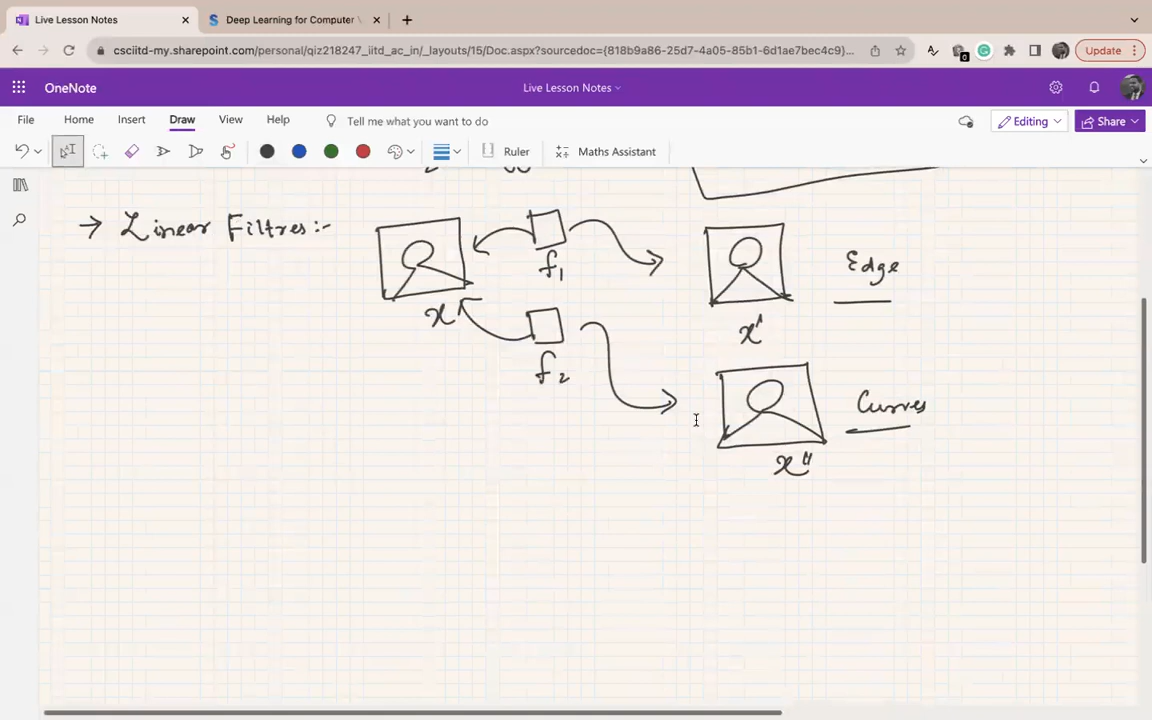 Live Lesson Notes
Deep Learning for Computer
csciitd-my.sharepoint.com/personal/qiz218247_iitd_ac_in/_layouts/15/Doc.aspx?sourcedoc={818b9a86-25d7-4a05-85b1-6d1ae7bec4c9}...
0
Update
OneNote
Live Lesson Notes
File
Home
Insert
Draw
View
Help
Tell me what you want to do
Editing
Share
Ruler
Maths Assistant
→ Linear Filtres :-
f1
Edge
x
x'
f2
Curves
x"